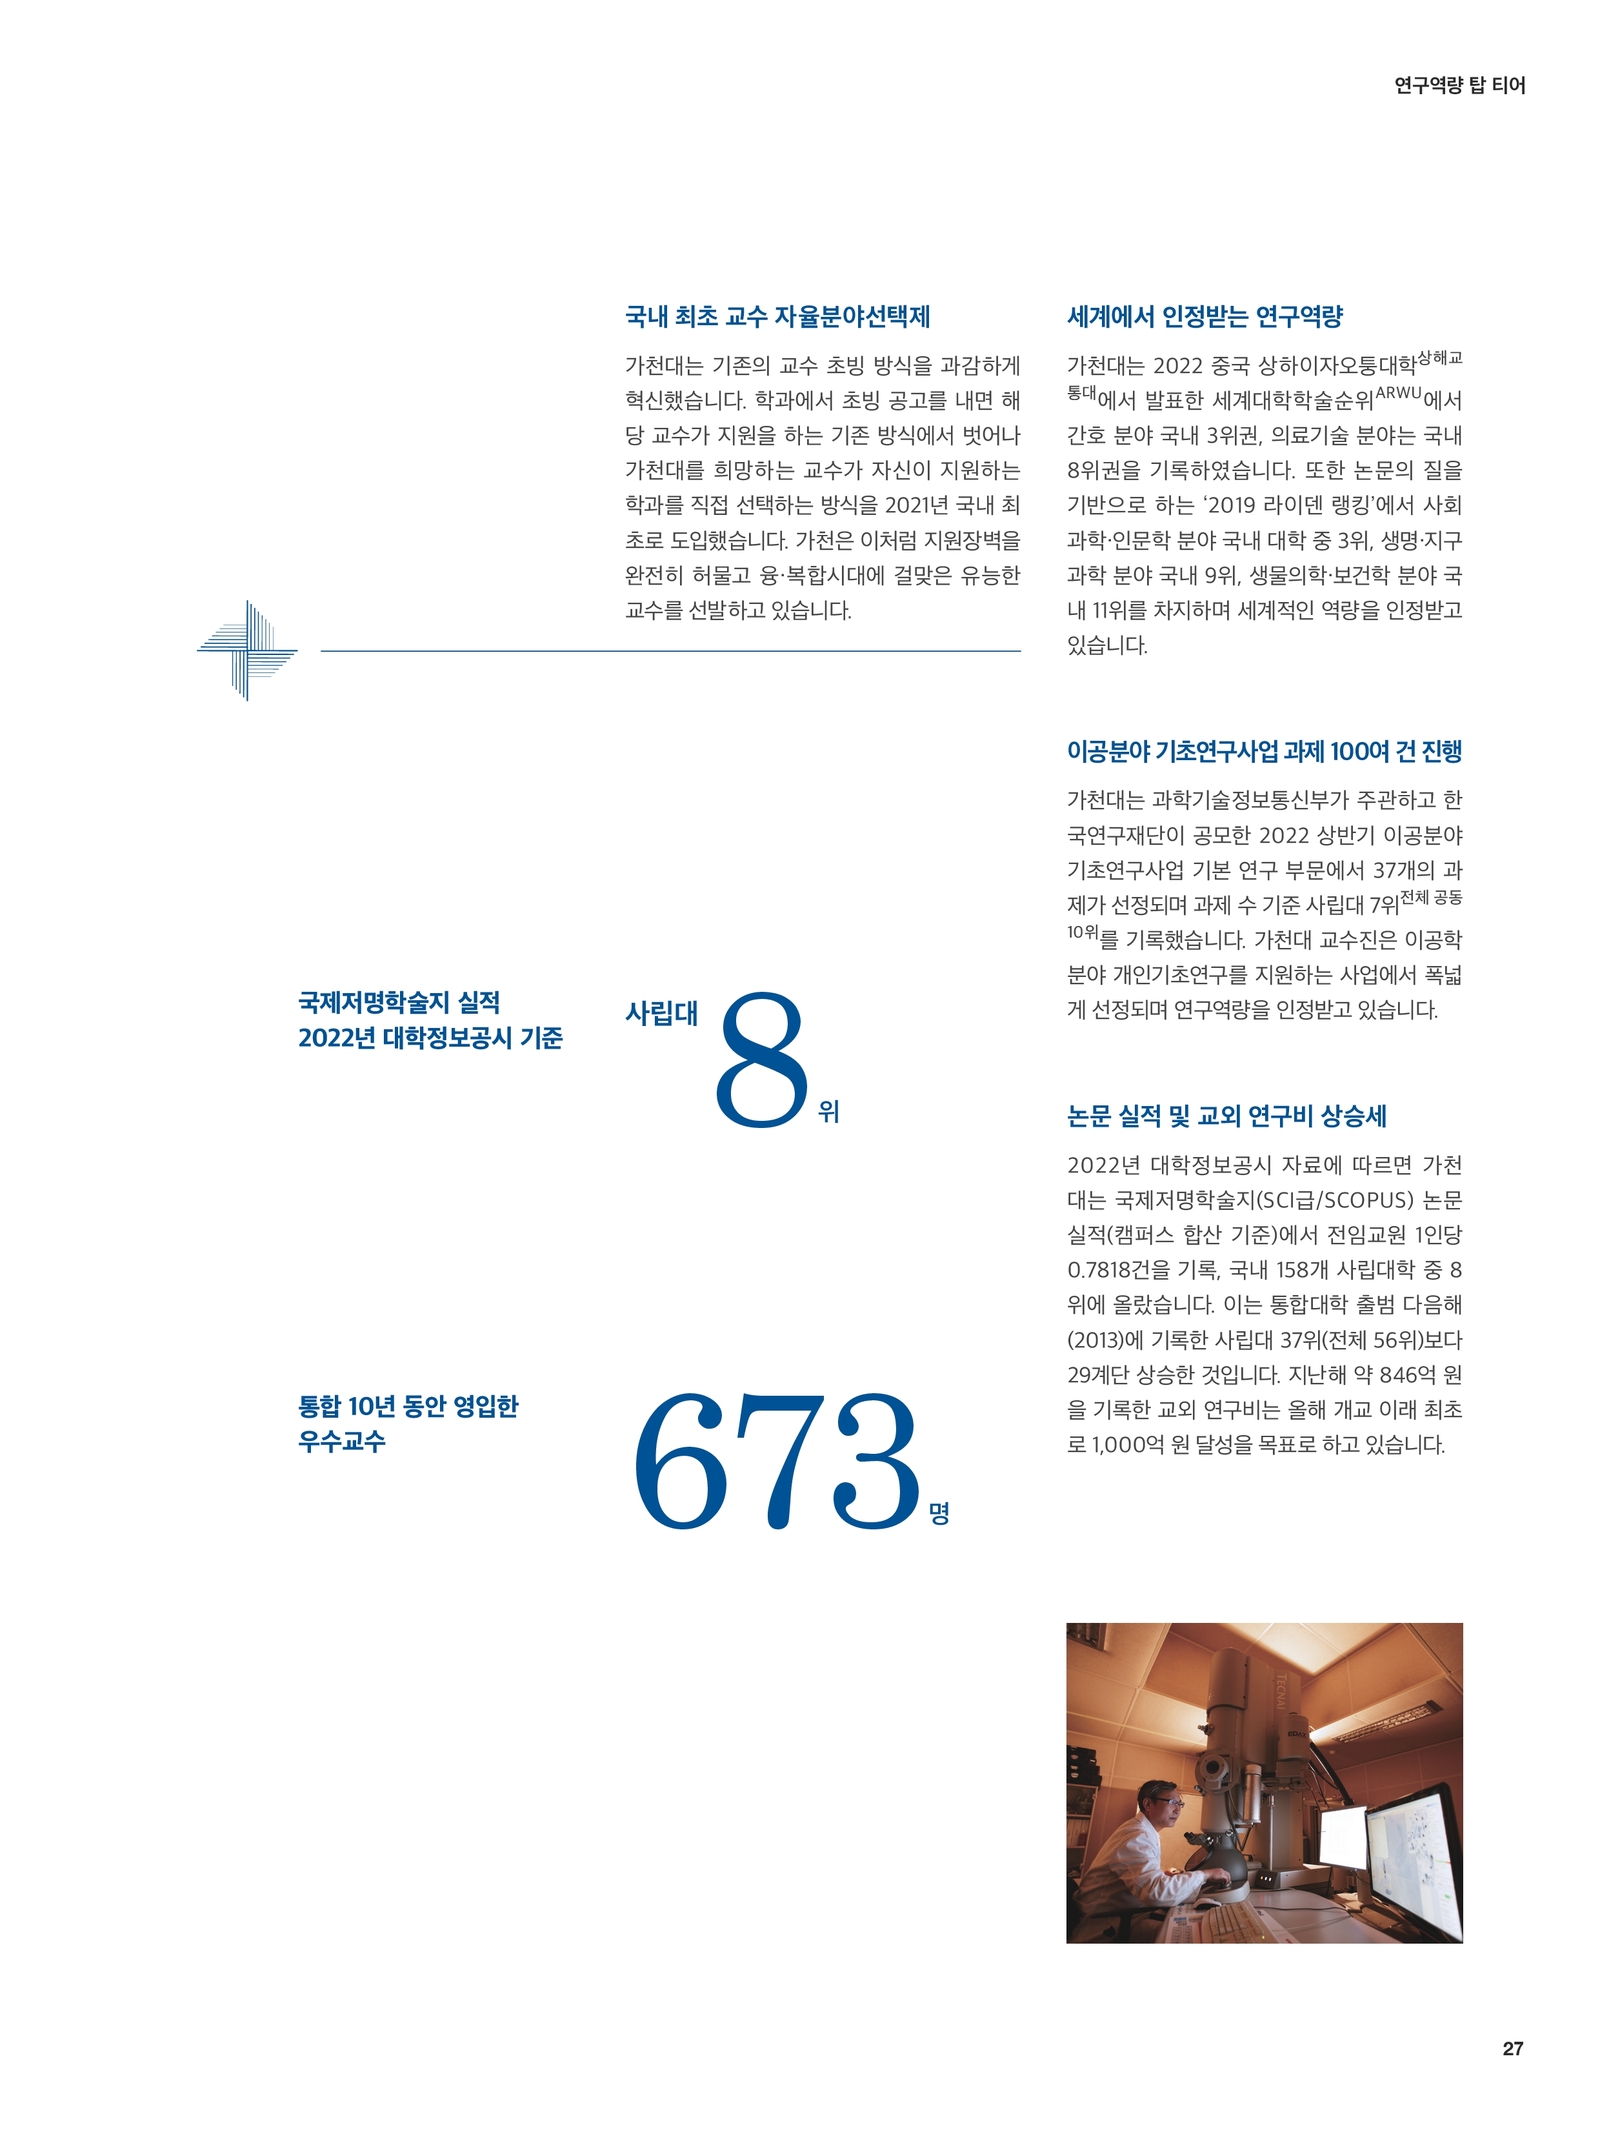 연구역량 탑 티어
국내 최초 교수 자율분야선택제
가천대는 기존의 교수 초빙 방식을 과감하게
혁신했습니다. 학과에서 초빙 공고를 내면 해
당 교수가 지원을 하는 기존 방식에서 벗어나
가천대를 희망하는 교수가 자신이 지원하는
학과를 직접 선택하는 방식을 2021년 국내 최
초로 도입했습니다. 가천은 이처럼 지원장벽을
완전히 허물고 융·복합시대에 걸맞은 유능한
교수를 선발하고 있습니다.
국제저명학술지 실적
2022년 대학정보공시 기준
사립대 8위
통합 10년 동안 영입한
우수교수
673명
세계에서 인정받는 연구역량
가천대는 2022 중국 상하이자오퉁대학상해교
통대에서 발표한 세계대학학술순위ARWU에서
간호 분야 국내 3위권, 의료기술 분야는 국내
8위권을 기록하였습니다. 또한 논문의 질을
기반으로 하는 ‘2019 라이덴 랭킹’에서 사회
과학·인문학 분야 국내 대학 중 3위, 생명·지구
과학 분야 국내 9위, 생물의학·보건학 분야 국
내 11위를 차지하며 세계적인 역량을 인정받고
있습니다.
이공분야 기초연구사업 과제 100여 건 진행
가천대는 과학기술정보통신부가 주관하고 한
국연구재단이 공모한 2022 상반기 이공분야
기초연구사업 기본 연구 부문에서 37개의 과
제가 선정되며 과제 수 기준 사립대 7위전체 공동
10위를 기록했습니다. 가천대 교수진은 이공학
분야 개인기초연구를 지원하는 사업에서 폭넓
게 선정되며 연구역량을 인정받고 있습니다.
논문 실적 및 교외 연구비 상승세
2022년 대학정보공시 자료에 따르면 가천
대는 국제저명학술지(SCI급/SCOPUS) 논문
실적(캠퍼스 합산 기준)에서 전임교원 1인당
0.7818건을 기록, 국내 158개 사립대학 중 8
위에 올랐습니다. 이는 통합대학 출범 다음해
(2013)에 기록한 사립대 37위(전체 56위)보다
29계단 상승한 것입니다. 지난해 약 846억 원
을 기록한 교외 연구비는 올해 개교 이래 최초
로 1,000억 원 달성을 목표로 하고 있습니다.
TECNAI
EDAX
27